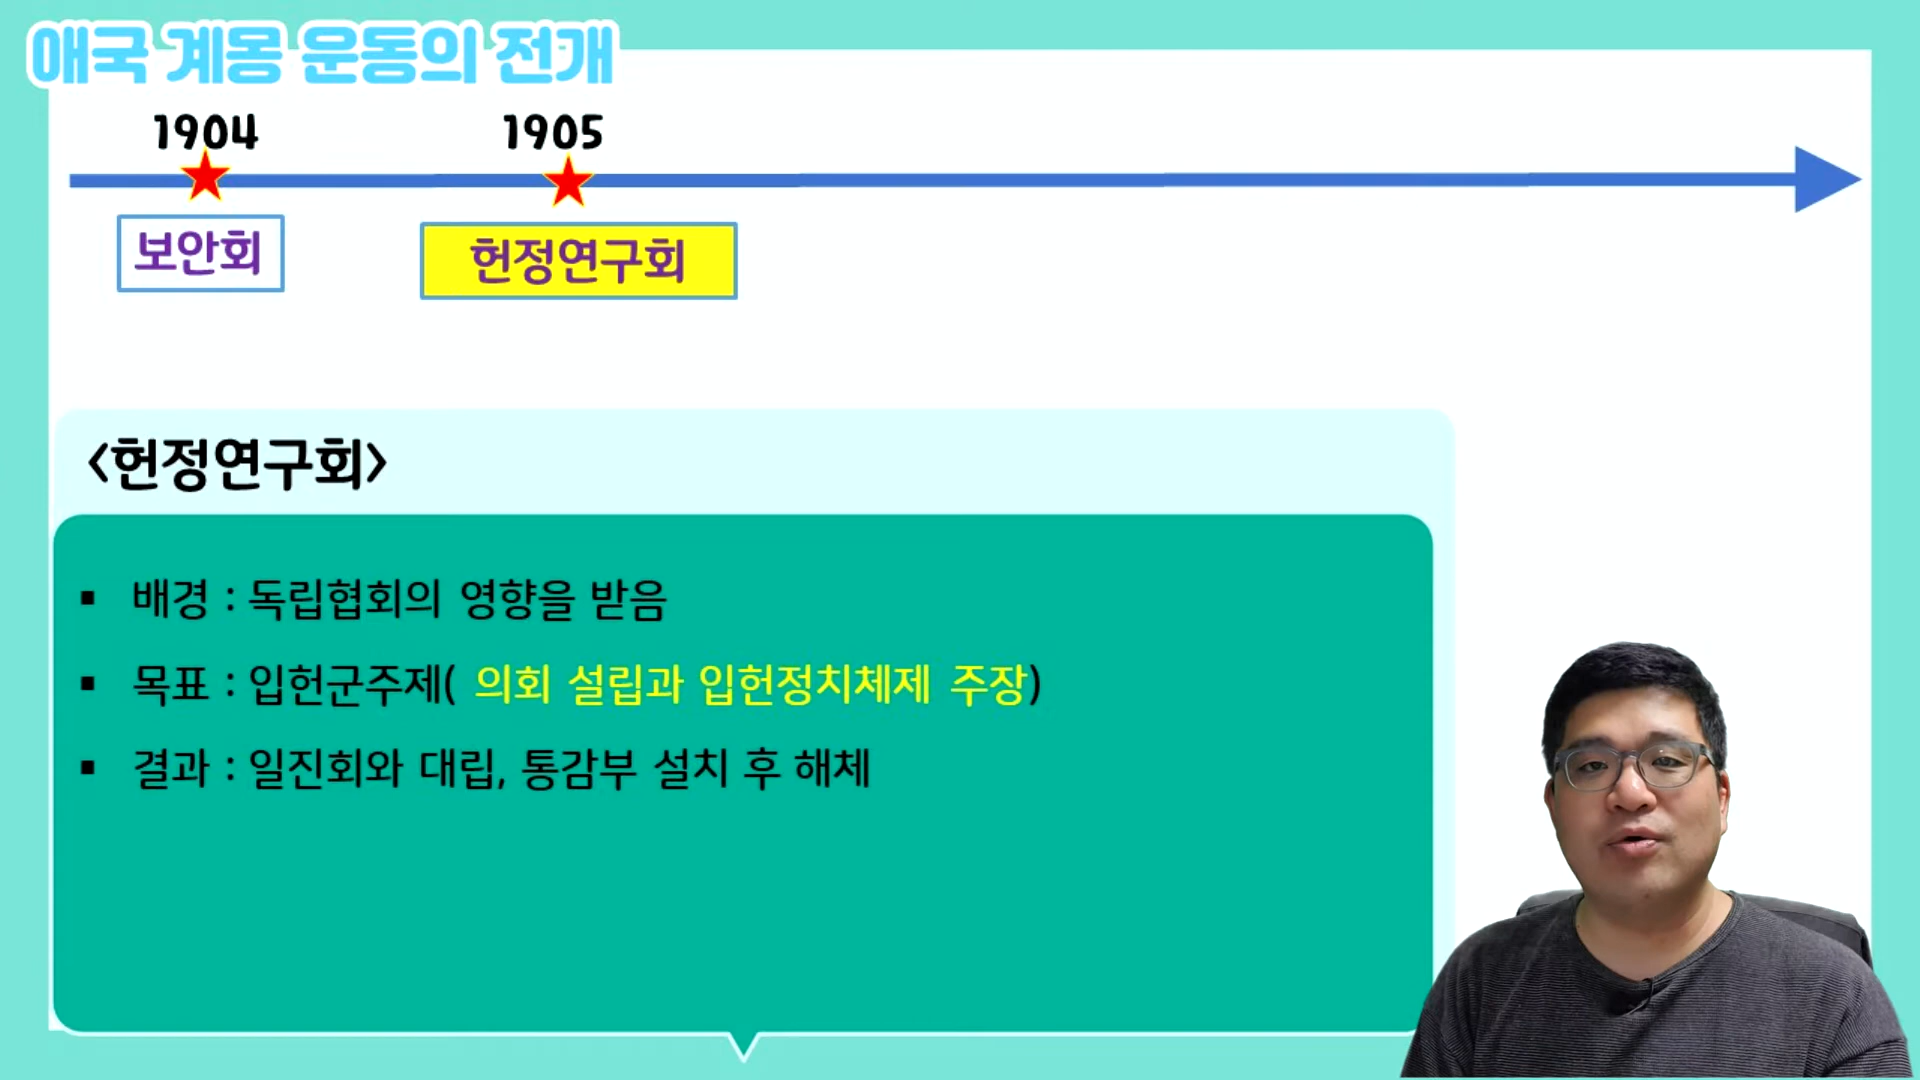 애국 계몽 운동의 전개
1904
1905
보안회
헌정연구회
<헌정연구회>
▪ 배경 : 독립협회의 영향을 받음
▪ 목표 : 입헌군주제( 의회 설립과 입헌정치체제 주장)
▪ 결과 : 일진회와 대립, 통감부 설치 후 해체